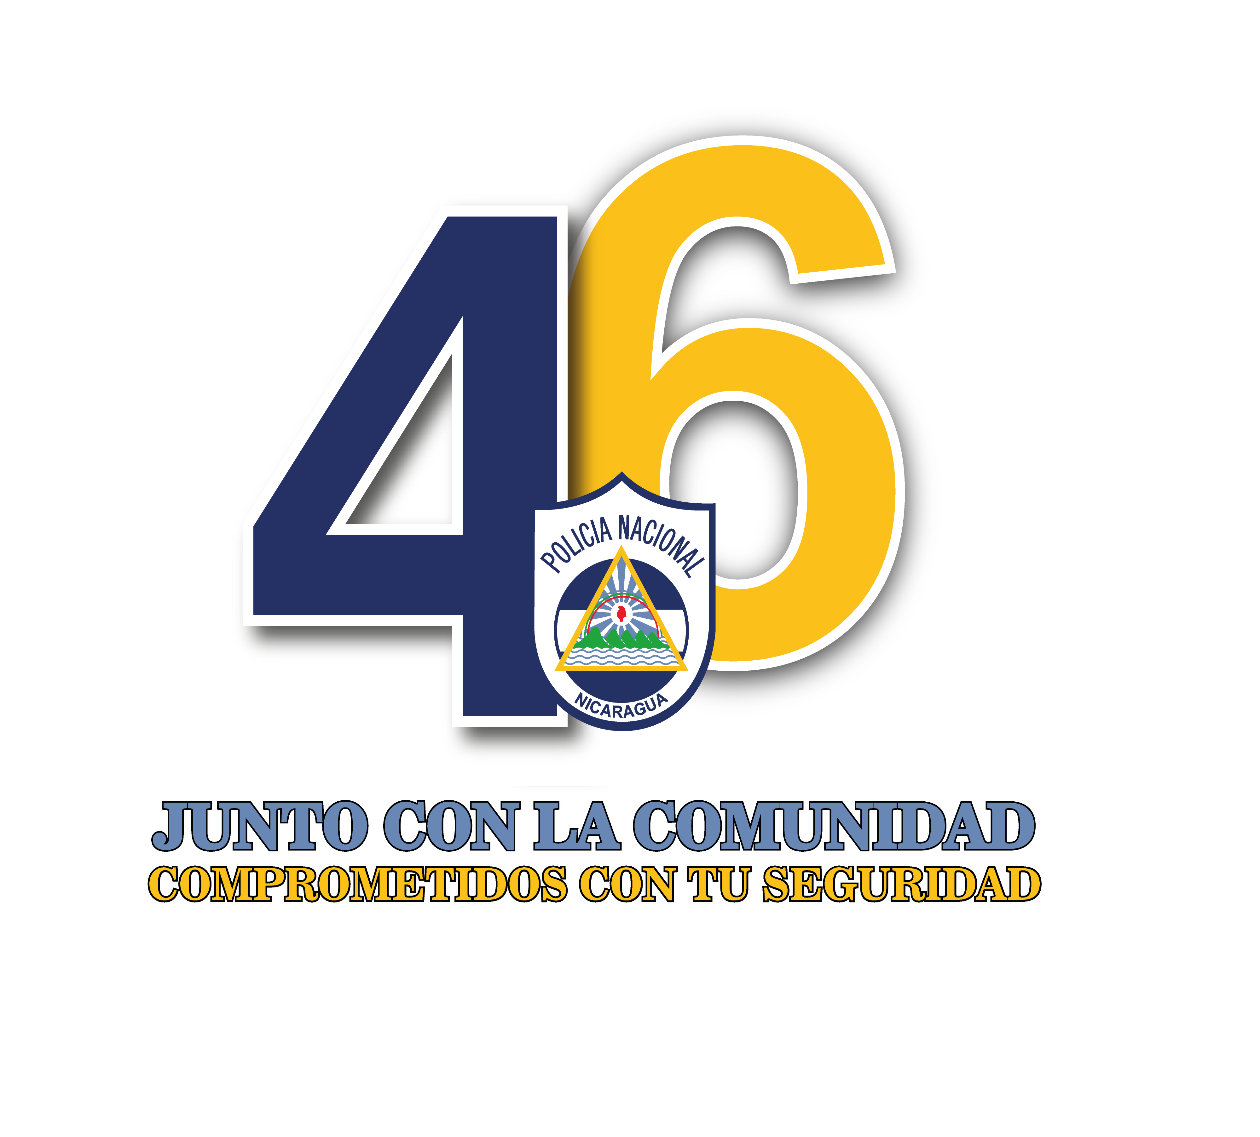 46
POLICIA NACIONAL
NICARAGUA
JUNTO CON LA COMUNIDAD
COMPROMETIDOS CON TU SEGURIDAD